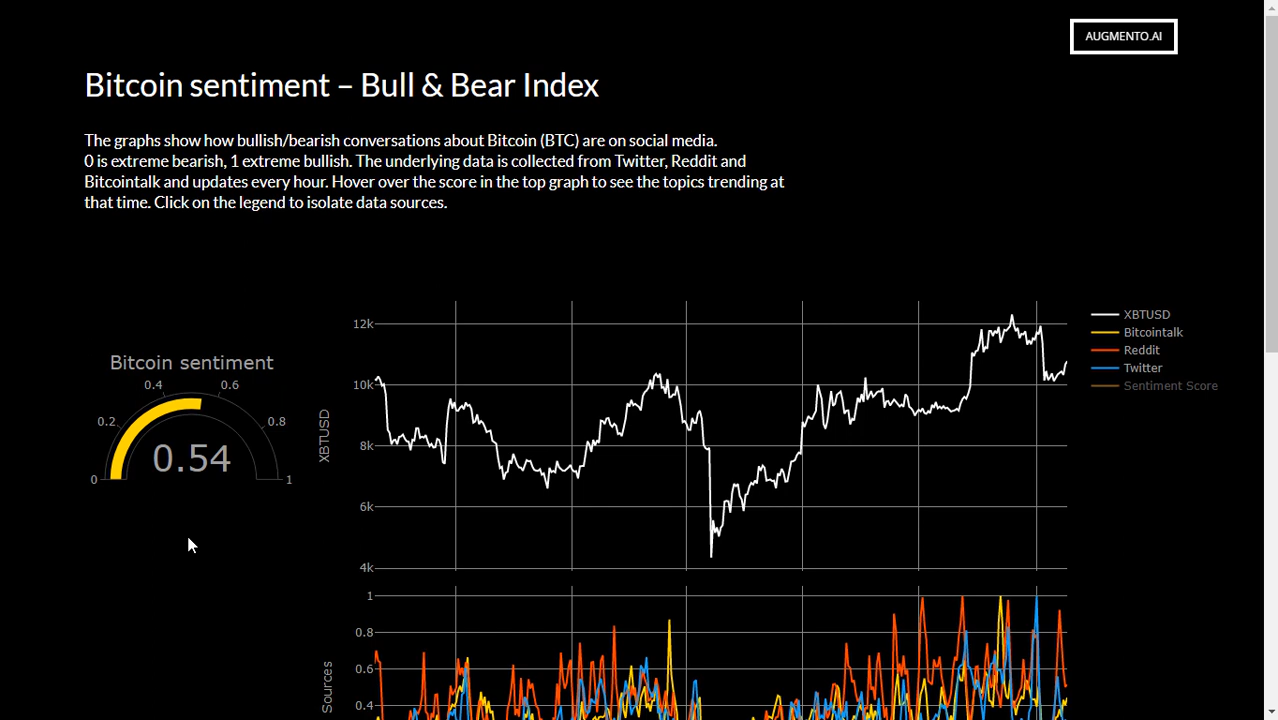 AUGMENTO.AI
Bitcoin sentiment – Bull & Bear Index
The graphs show how bullish/bearish conversations about Bitcoin (BTC) are on social media.
0 is extreme bearish, 1 extreme bullish. The underlying data is collected from Twitter, Reddit and
Bitcointalk and updates every hour. Hover over the score in the top graph to see the topics trending at
that time. Click on the legend to isolate data sources.
Bitcoin sentiment
0
0.2
0.4
0.6
0.8
1
0.54
XBTUSD
12k
10k
8k
6k
4k
XBTUSD
Bitcointalk
Reddit
Twitter
Sentiment Score
Sources
1
0.8
0.6
0.4